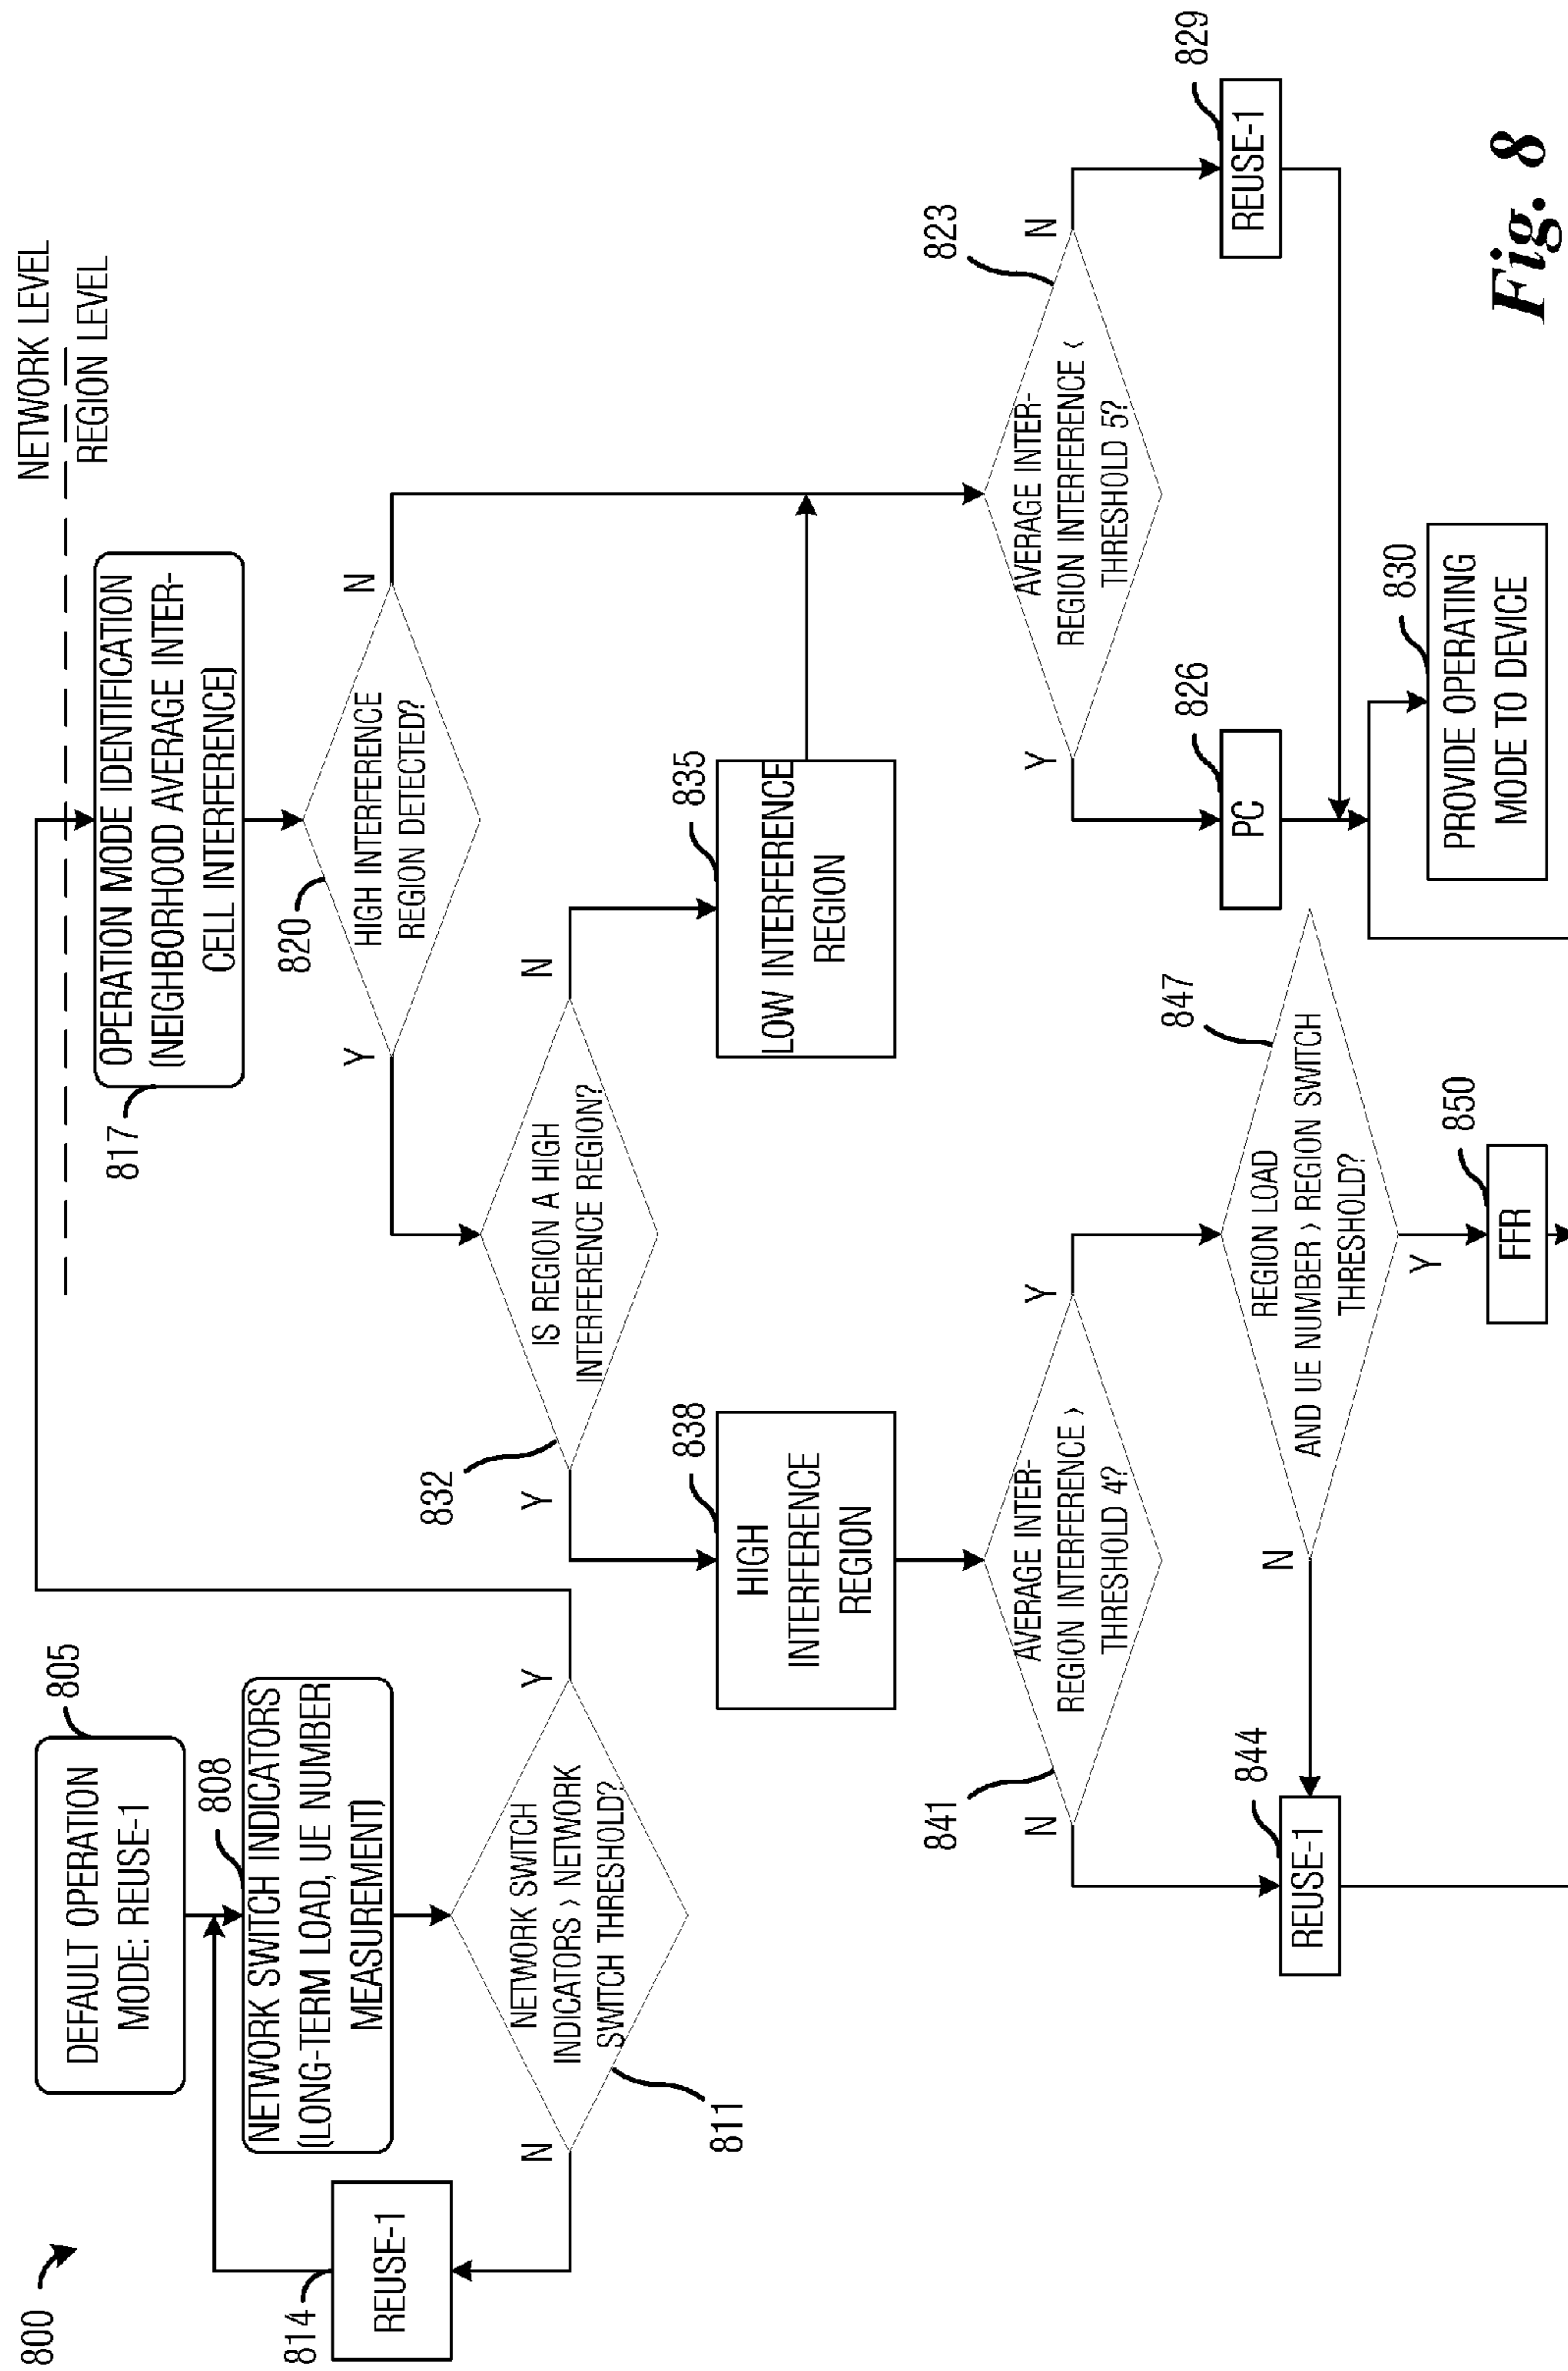 800
DEFAULT OPERATION
MODE: REUSE-1
805
NETWORK SWITCH INDICATORS
(LONG-TERM LOAD, UE NUMBER
MEASUREMENT)
808
NETWORK SWITCH
INDICATORS > NETWORK
SWITCH THRESHOLD?
811
N
Y
REUSE-1
814
NETWORK LEVEL
REGION LEVEL
OPERATION MODE IDENTIFICATION
(NEIGHBORHOOD AVERAGE INTER-
CELL INTERFERENCE)
817
HIGH INTERFERENCE
REGION DETECTED?
820
Y
N
IS REGION A HIGH
INTERFERENCE REGION?
832
Y
N
HIGH
INTERFERENCE
REGION
838
LOW INTERFERENCE
REGION
835
AVERAGE INTER-
REGION INTERFERENCE >
THRESHOLD 4?
841
N
Y
AVERAGE INTER-
REGION INTERFERENCE <
THRESHOLD 5?
823
Y
N
REUSE-1
844
REGION LOAD
AND UE NUMBER > REGION SWITCH
THRESHOLD?
847
N
Y
FFR
850
PC
826
REUSE-1
829
PROVIDE OPERATING
MODE TO DEVICE
830
Fig. 8